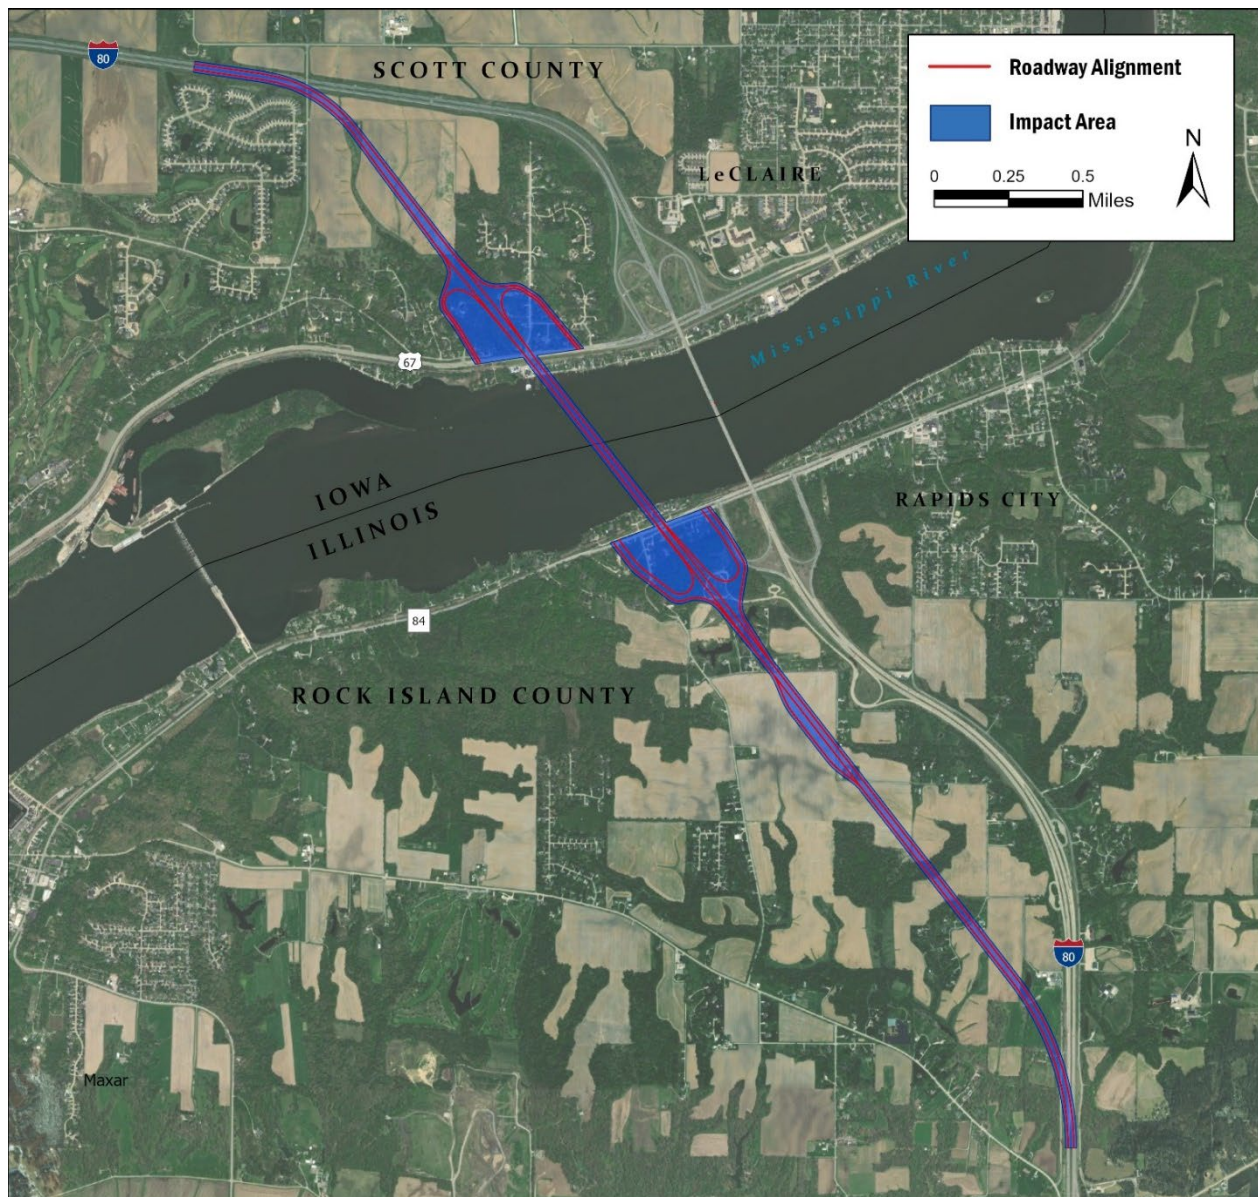 80
SCOTT COUNTY
Roadway Alignment
Impact Area
N
0 0.25 0.5
Miles
LeCLAIRE
Mississippi River
67
IOWA
ILLINOIS
RAPIDS CITY
84
ROCK ISLAND COUNTY
80
Maxar